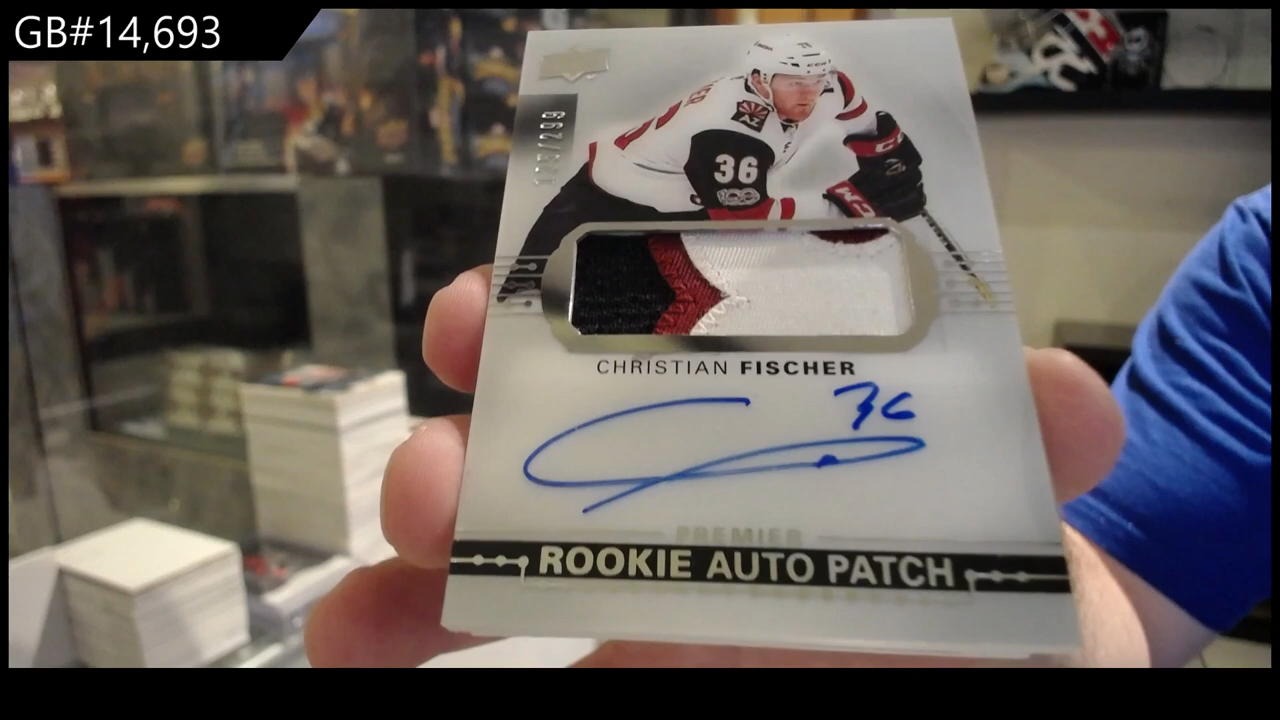 GB#14,693
36
CHRISTIAN FISCHER
36
PREMIER
ROOKIE AUTO PATCH